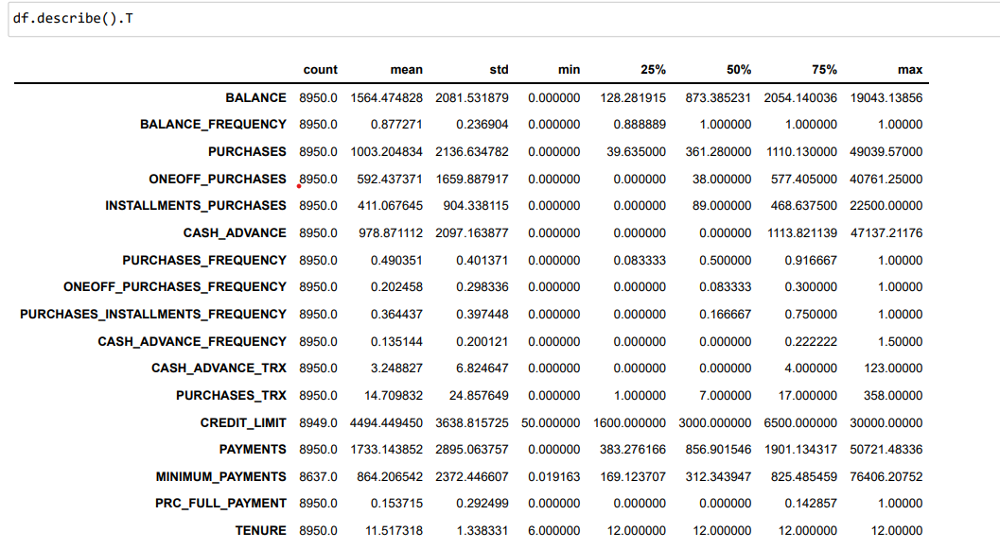 df.describe().T
count mean std min 25% 50% 75% max
BALANCE 8950.0 1564.474828 2081.531879 0.000000 128.281915 873.385231 2054.140036 19043.13856
BALANCE_FREQUENCY 8950.0 0.877271 0.236904 0.000000 0.888889 1.000000 1.000000 1.00000
PURCHASES 8950.0 1003.204834 2136.634782 0.000000 39.635000 361.280000 1110.130000 49039.57000
ONEOFF_PURCHASES 8950.0 592.437371 1659.887917 0.000000 0.000000 38.000000 577.405000 40761.25000
INSTALLMENTS_PURCHASES 8950.0 411.067645 904.338115 0.000000 0.000000 89.000000 468.637500 22500.00000
CASH_ADVANCE 8950.0 978.871112 2097.163877 0.000000 0.000000 0.000000 1113.821139 47137.21176
PURCHASES_FREQUENCY 8950.0 0.490351 0.401371 0.000000 0.083333 0.500000 0.916667 1.00000
ONEOFF_PURCHASES_FREQUENCY 8950.0 0.202458 0.298336 0.000000 0.000000 0.083333 0.300000 1.00000
PURCHASES_INSTALLMENTS_FREQUENCY 8950.0 0.364437 0.397448 0.000000 0.000000 0.166667 0.750000 1.00000
CASH_ADVANCE_FREQUENCY 8950.0 0.135144 0.200121 0.000000 0.000000 0.000000 0.222222 1.50000
CASH_ADVANCE_TRX 8950.0 3.248827 6.824647 0.000000 0.000000 0.000000 4.000000 123.00000
PURCHASES_TRX 8950.0 14.709832 24.857649 0.000000 1.000000 7.000000 17.000000 358.00000
CREDIT_LIMIT 8949.0 4494.449450 3638.815725 50.000000 1600.000000 3000.000000 6500.000000 30000.00000
PAYMENTS 8950.0 1733.143852 2895.063757 0.000000 383.276166 856.901546 1901.134317 50721.48336
MINIMUM_PAYMENTS 8637.0 864.206542 2372.446607 0.019163 169.123707 312.343947 825.485459 76406.20752
PRC_FULL_PAYMENT 8950.0 0.153715 0.292499 0.000000 0.000000 0.000000 0.142857 1.00000
TENURE 8950.0 11.517318 1.338331 6.000000 12.000000 12.000000 12.000000 12.00000